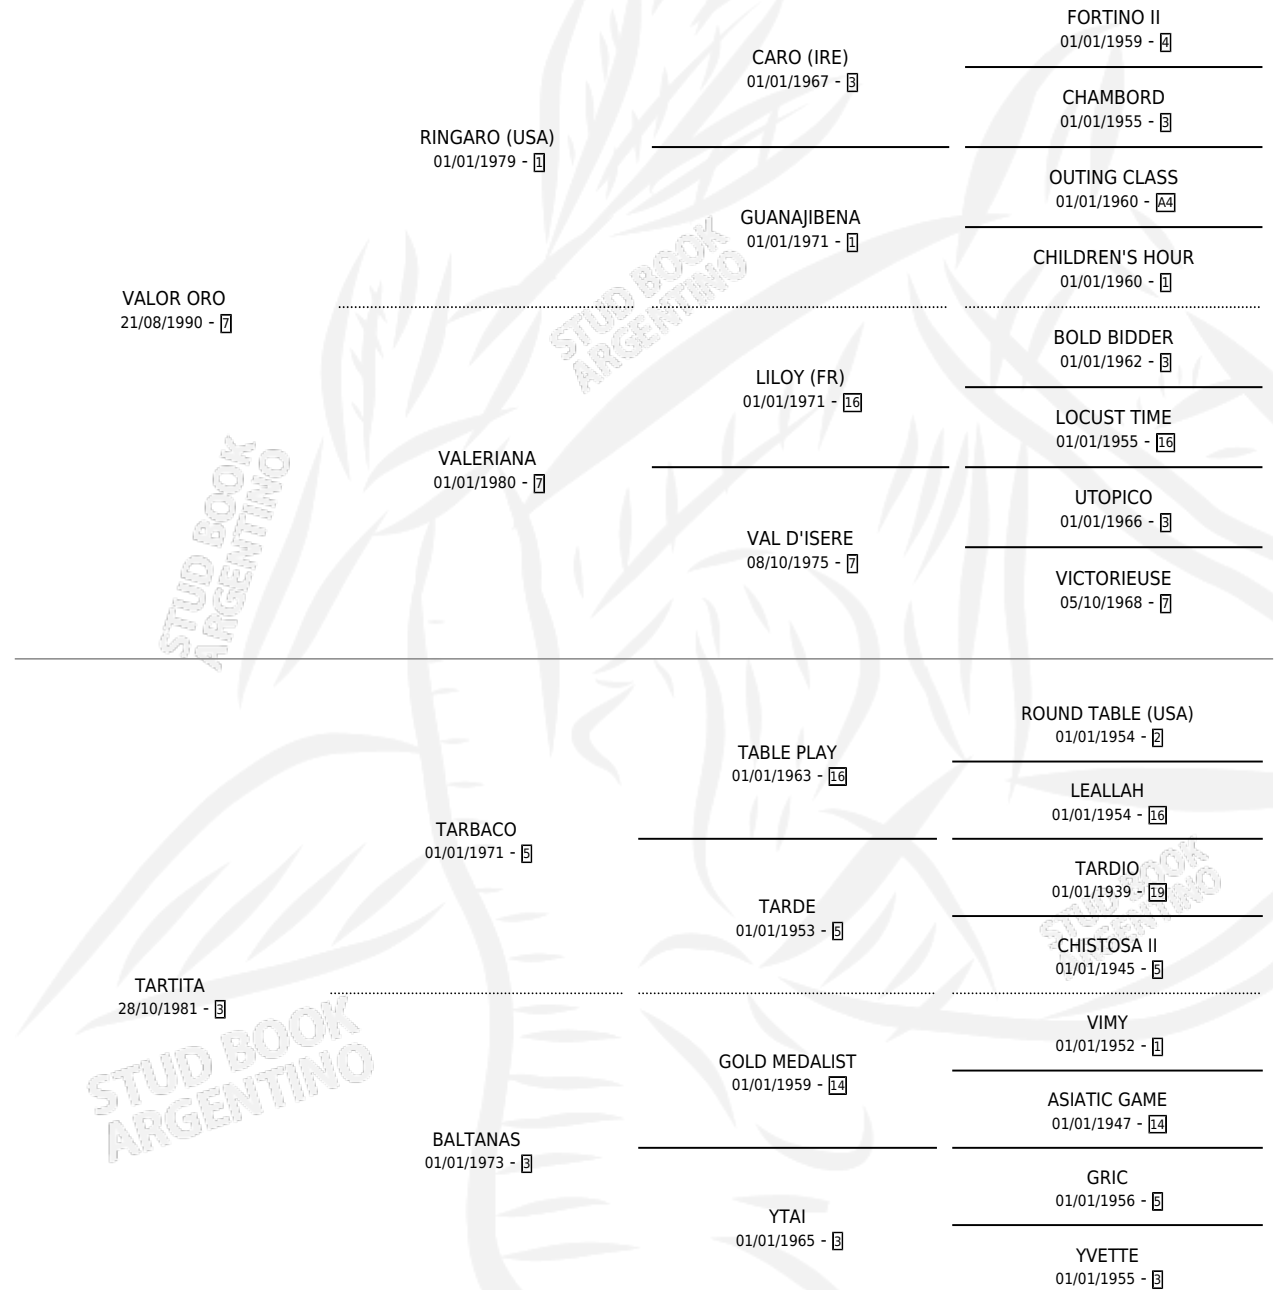 FORTINO II
01/01/1959 - 4
CARO (IRE)
01/01/1967 - 3
CHAMBORD
01/01/1955 - 3
RINGARO (USA)
01/01/1979 - 1
OUTING CLASS
01/01/1960 - A4
GUANAJIBENA
01/01/1971 - 1
CHILDREN'S HOUR
01/01/1960 - 1
VALOR ORO
21/08/1990 - 7
BOLD BIDDER
01/01/1962 - 3
LILOY (FR)
01/01/1971 - 16
LOCUST TIME
01/01/1955 - 16
VALERIANA
01/01/1980 - 7
UTOPICO
01/01/1966 - 3
VAL D'ISERE
08/10/1975 - 7
VICTORIEUSE
05/10/1968 - 7
STUD BOOK
ARGENTINO
STUD BOOK
ARGENTINO
ROUND TABLE (USA)
01/01/1954 - 2
TABLE PLAY
01/01/1963 - 16
LEALLAH
01/01/1954 - 16
TARBACO
01/01/1971 - 5
TARDIO
01/01/1939 - 19
TARDE
01/01/1953 - 5
CHISTOSA II
01/01/1945 - 5
STUD BOOK
ARGENTINO
TARTITA
28/10/1981 - 3
VIMY
01/01/1952 - 1
GOLD MEDALIST
01/01/1959 - 14
ASIATIC GAME
01/01/1947 - 14
STUD BOOK
ARGENTINO
BALTANAS
01/01/1973 - 3
GRIC
01/01/1956 - 5
YTAI
01/01/1965 - 3
YVETTE
01/01/1955 - 3